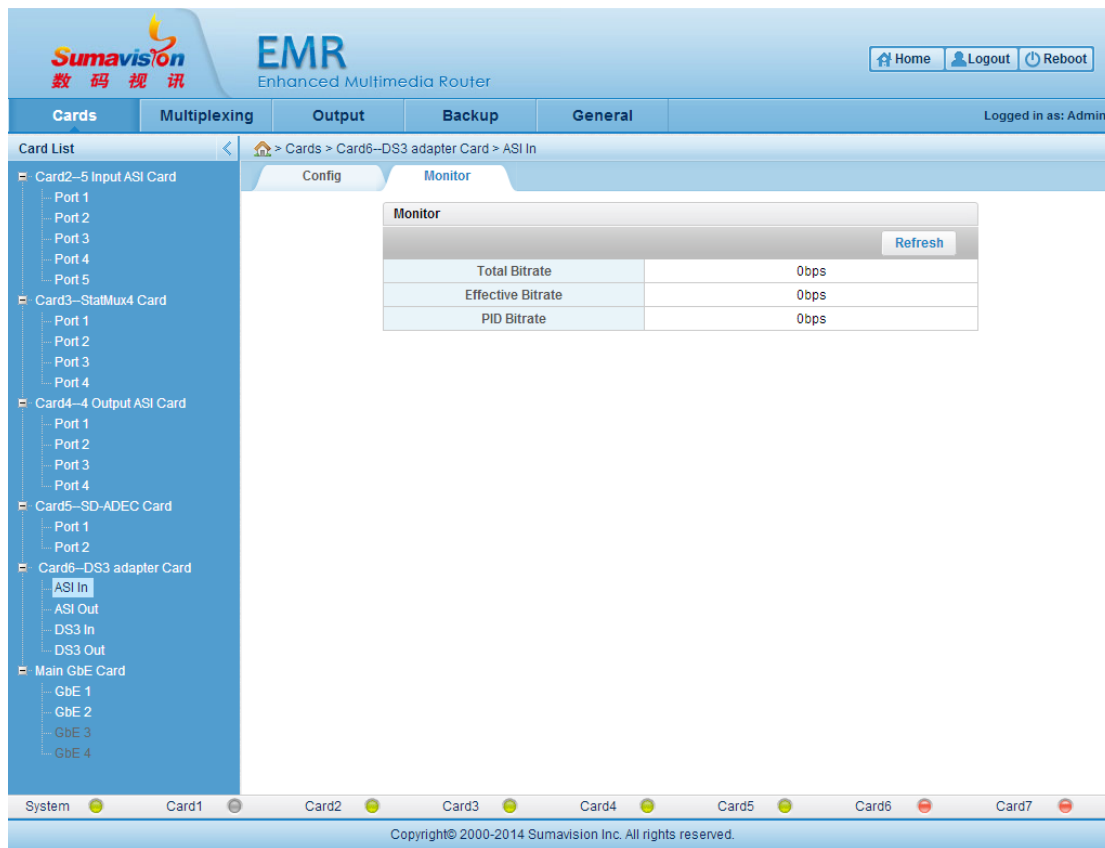 Sumavision
数码视讯
EMR
Enhanced Multimedia Router
Home
Logout
Reboot
Cards
Multiplexing
Output
Backup
General
Logged in as: Admin
Card List
> Cards > Card6--DS3 adapter Card > ASI In
Card2--5 Input ASI Card
Port 1
Port 2
Port 3
Port 4
Port 5
Card3--StatMux4 Card
Port 1
Port 2
Port 3
Port 4
Card4--4 Output ASI Card
Port 1
Port 2
Port 3
Port 4
Card5--SD-ADEC Card
Port 1
Port 2
Card6--DS3 adapter Card
ASI In
ASI Out
DS3 In
DS3 Out
Main GbE Card
GbE 1
GbE 2
GbE 3
GbE 4
Config
Monitor
Monitor
Refresh
Total Bitrate 0bps
Effective Bitrate 0bps
PID Bitrate 0bps
System Card1 Card2 Card3 Card4 Card5 Card6 Card7
Copyright© 2000-2014 Sumavision Inc. All rights reserved.